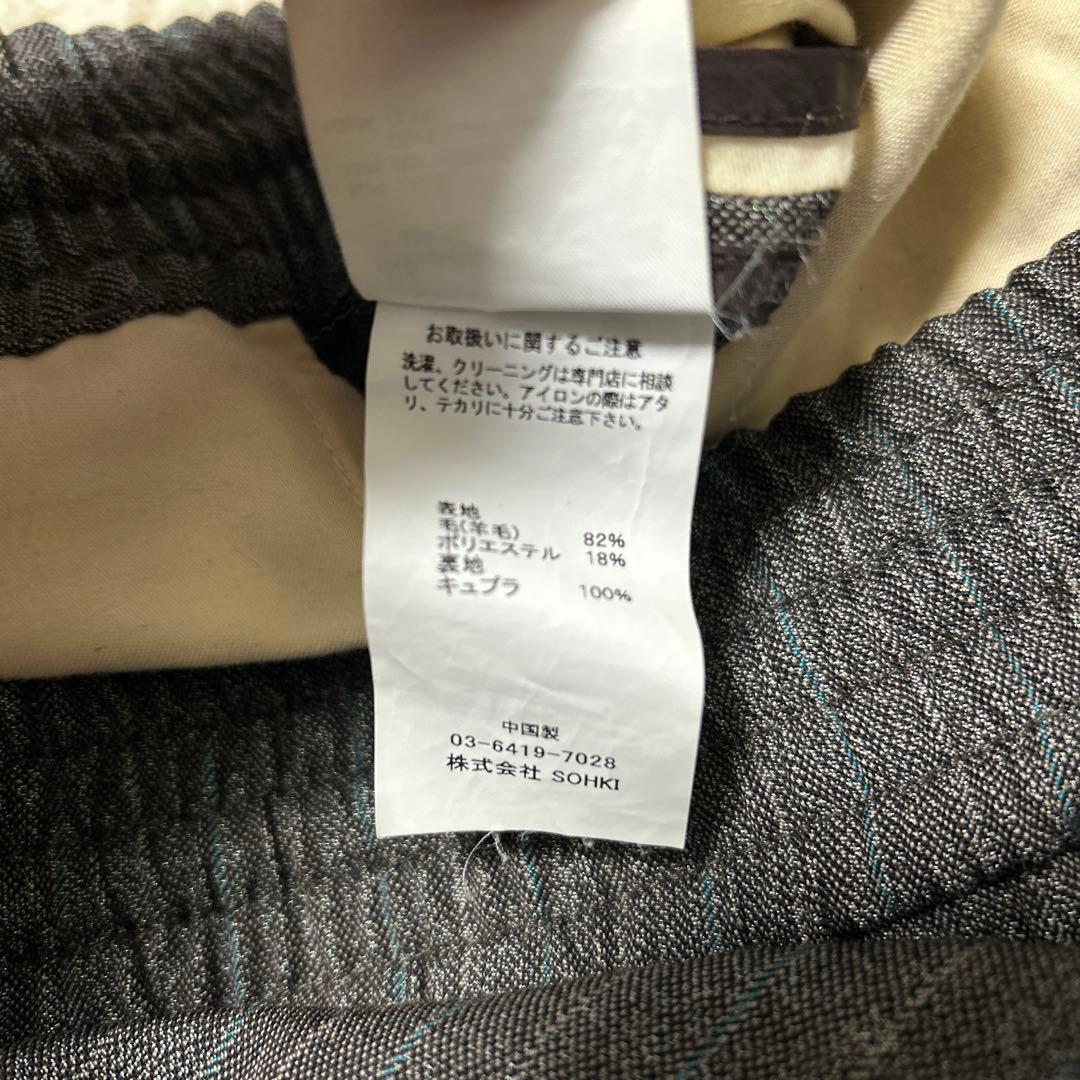 お取扱いに関するご注意
洗濯、クリーニングは専門店に相談
してください。アイロンの際はアタ
リ、テカリに十分ご注意下さい。
表地
毛(羊毛) 82%
ポリエステル 18%
裏地
キュプラ 100%
中国製
03-6419-7028
株式会社 SOHKI